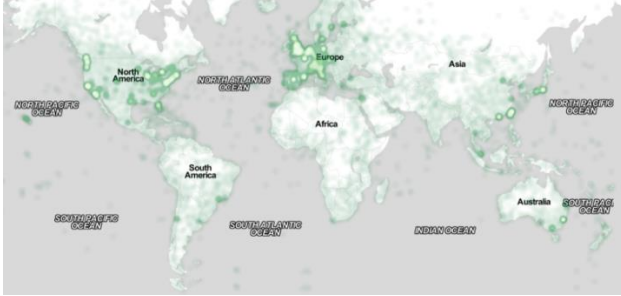 North
America
NORTH ATLANTIC
OCEAN
Europe
Asia
NORTH PACIFIC
OCEAN
NORTH PACIFIC
OCEAN
Africa
South
America
Australia
SOUTH PACI
OCEAN
SOUTH PACIFIC
OCEAN
SOUTH ATLANTIC
OCEAN
INDIAN OCEAN